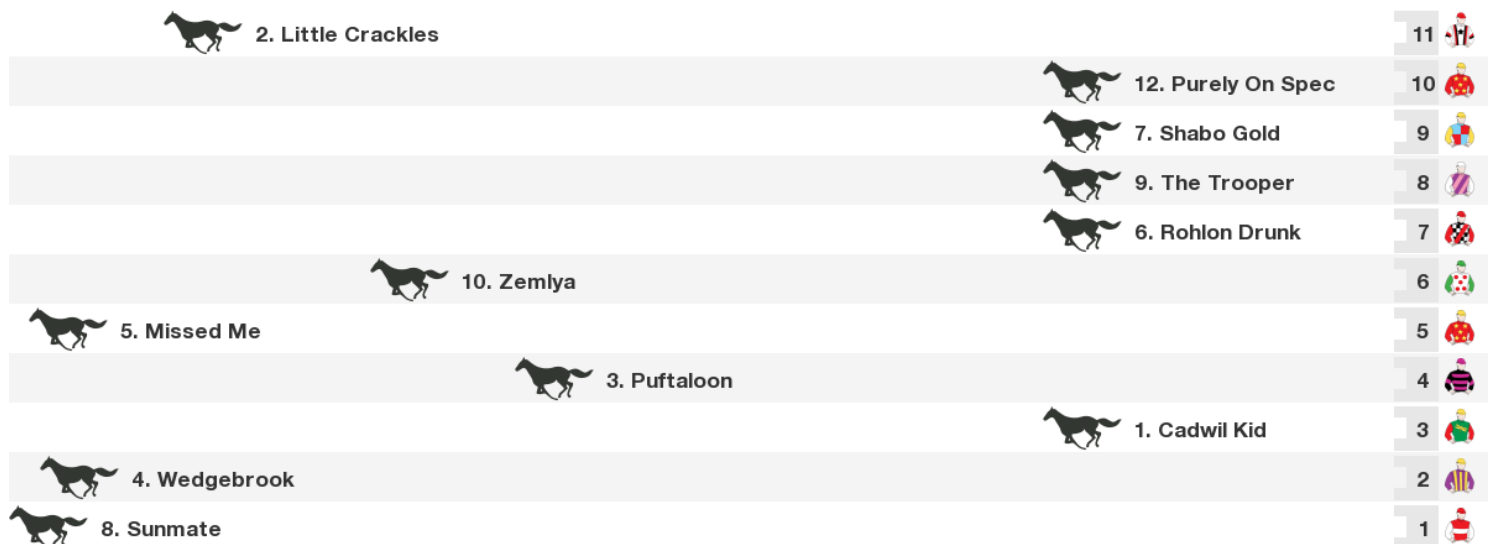 2. Little Crackles 11
12. Purely On Spec 10
7. Shabo Gold 9
9. The Trooper 8
6. Rohlon Drunk 7
10. Zemlya 6
5. Missed Me 5
3. Puftaloon 4
1. Cadwil Kid 3
4. Wedgebrook 2
8. Sunmate 1